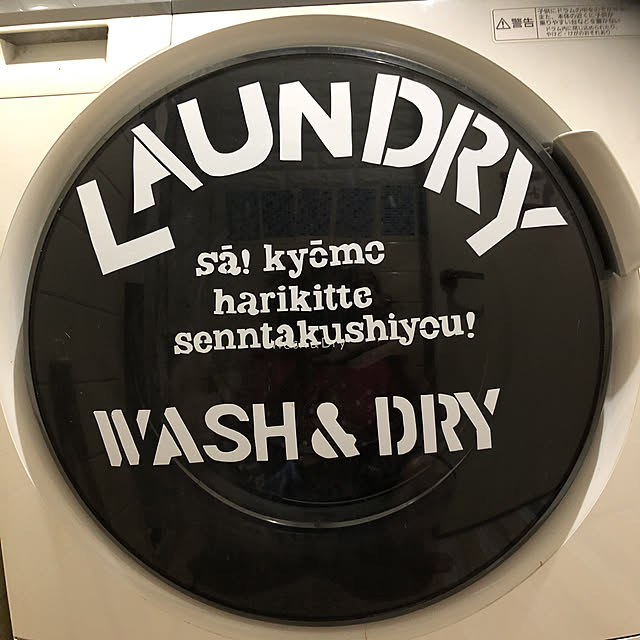 警告
LAUNDRY
sā! kyōmo
harikitte
senntakushiyou!
WASH & DRY